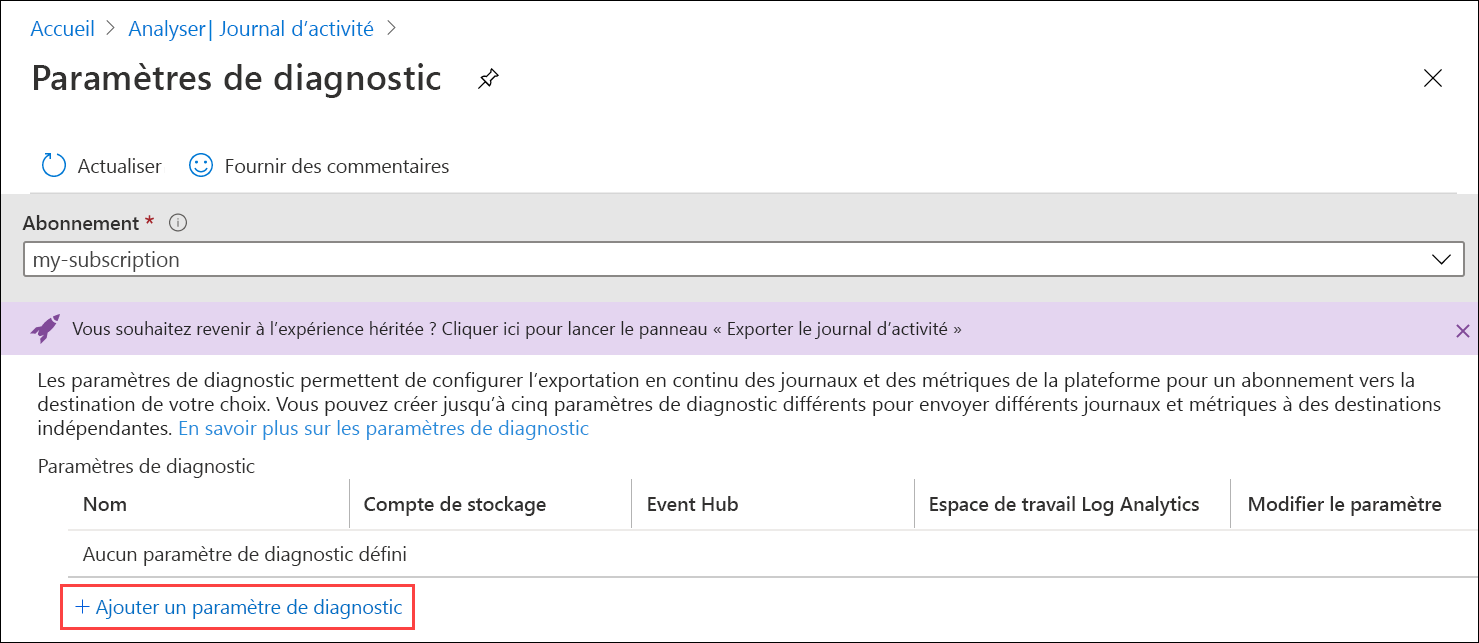 Accueil > Analyser| Journal d’activité >
Paramètres de diagnostic
Actualiser Fournir des commentaires
Abonnement *
my-subscription
Vous souhaitez revenir à l’expérience héritée ? Cliquer ici pour lancer le panneau « Exporter le journal d’activité »
Les paramètres de diagnostic permettent de configurer l’exportation en continu des journaux et des métriques de la plateforme pour un abonnement vers la
destination de votre choix. Vous pouvez créer jusqu’à cinq paramètres de diagnostic différents pour envoyer différents journaux et métriques à des destinations
indépendantes. En savoir plus sur les paramètres de diagnostic
Paramètres de diagnostic
Nom Compte de stockage Event Hub Espace de travail Log Analytics Modifier le paramètre
Aucun paramètre de diagnostic défini
+ Ajouter un paramètre de diagnostic